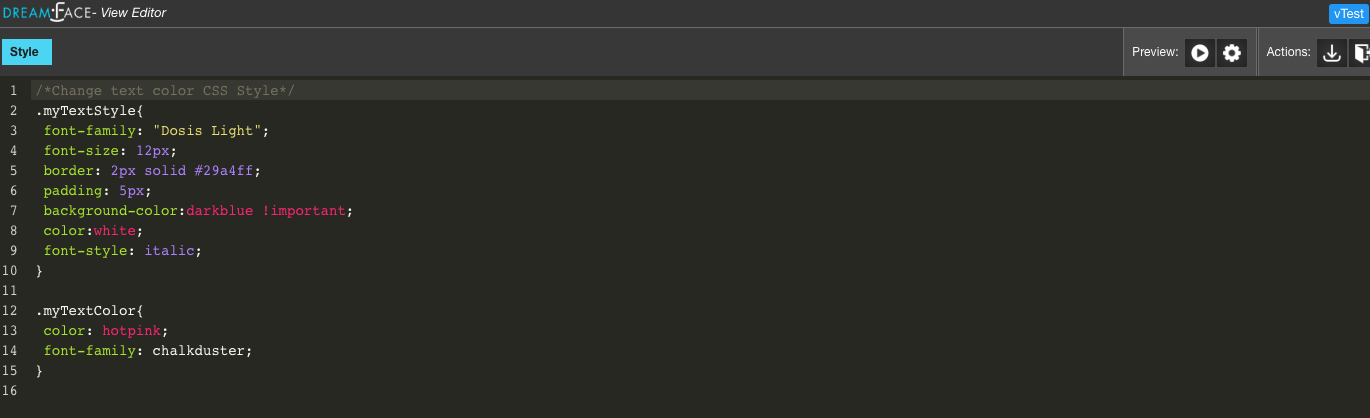 DREAMFACE - View Editor
vTest
Style
Preview:
Actions:
1 /*Change text color CSS Style*/
2 .myTextStyle{
3 font-family: "Dosis Light";
4 font-size: 12px;
5 border: 2px solid #29a4ff;
6 padding: 5px;
7 background-color:darkblue !important;
8 color:white;
9 font-style: italic;
10 }
11
12 .myTextColor{
13 color: hotpink;
14 font-family: chalkduster;
15 }
16